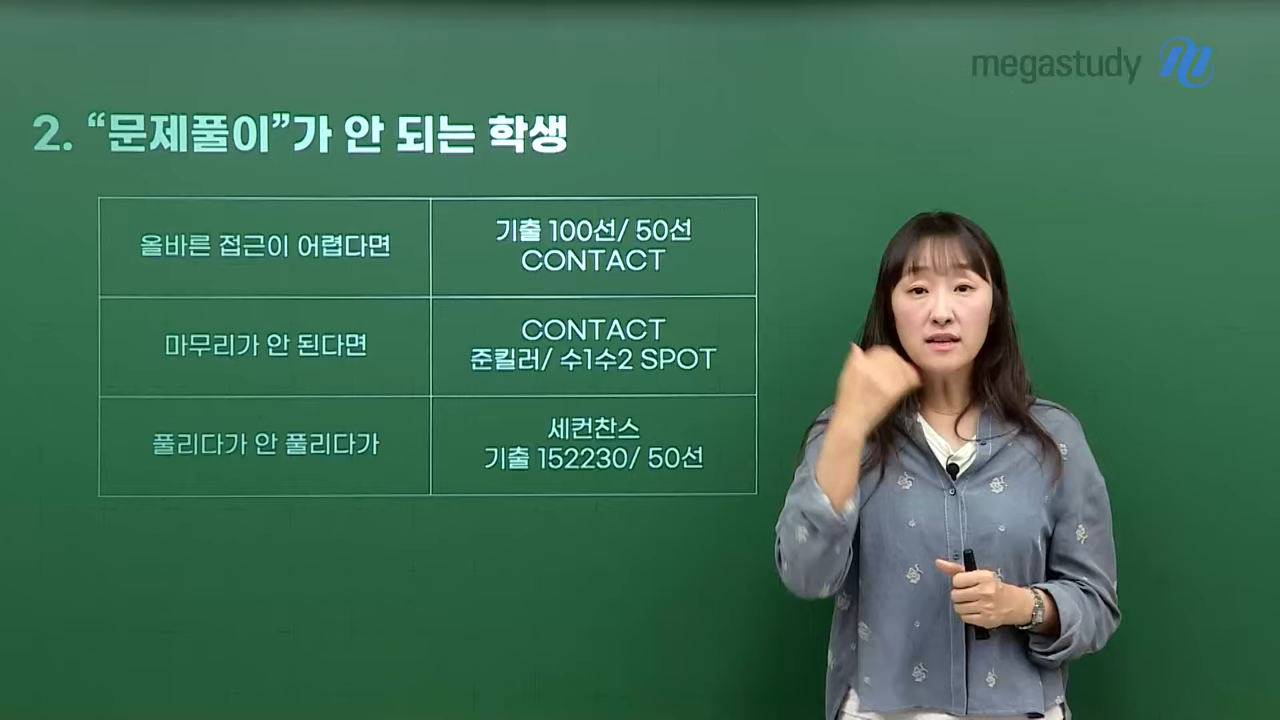 megastudy
2. “문제풀이”가 안 되는 학생
올바른 접근이 어렵다면
기출 100선/ 50선
CONTACT
마무리가 안 된다면
CONTACT
준킬러/ 수1수2 SPOT
풀리다가 안 풀리다가
세컨찬스
기출 152230/ 50선